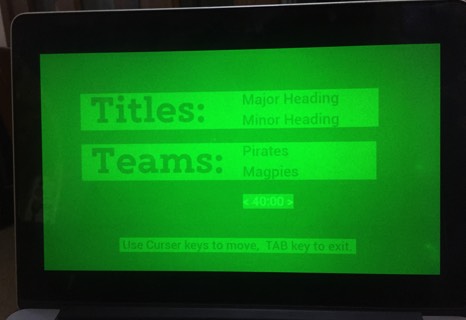 Titles:
Major Heading
Minor Heading
Teams:
Pirates
Magpies
< 40:00 >
Use Curser keys to move, TAB key to exit.